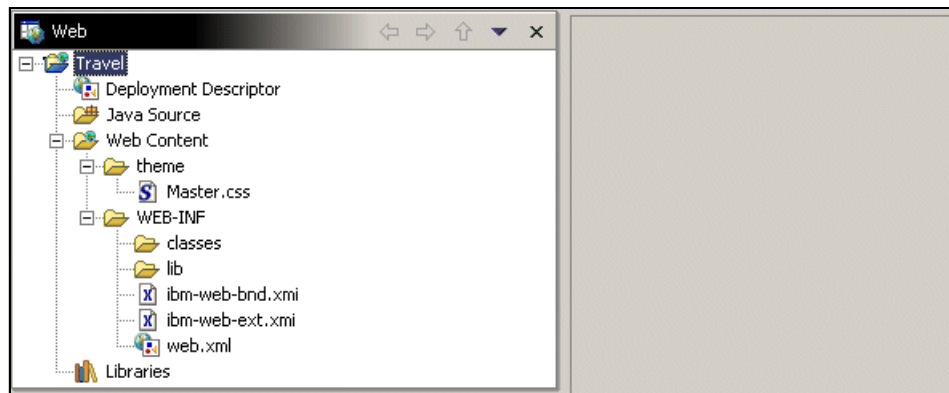 Web
Travel
Deployment Descriptor
Java Source
Web Content
theme
Master.css
WEB-INF
classes
lib
ibm-web-bnd.xmi
ibm-web-ext.xmi
web.xml
Libraries